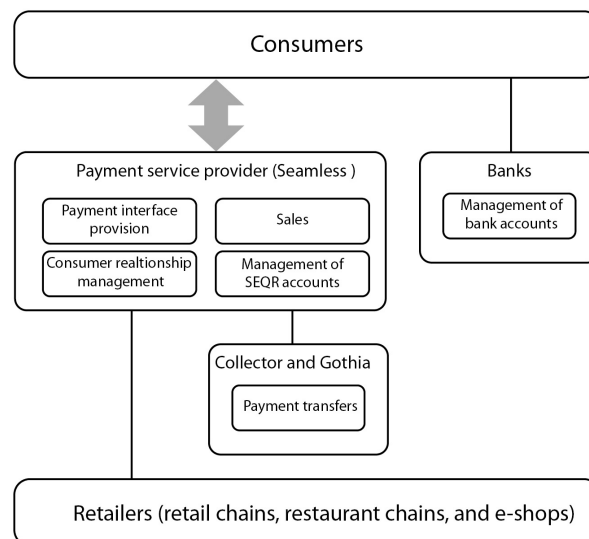 Consumers
Payment service provider (Seamless )
Payment interface
provision
Sales
Consumer realtionship
management
Management of
SEQR accounts
Banks
Management of
bank accounts
Collector and Gothia
Payment transfers
Retailers (retail chains, restaurant chains, and e-shops)